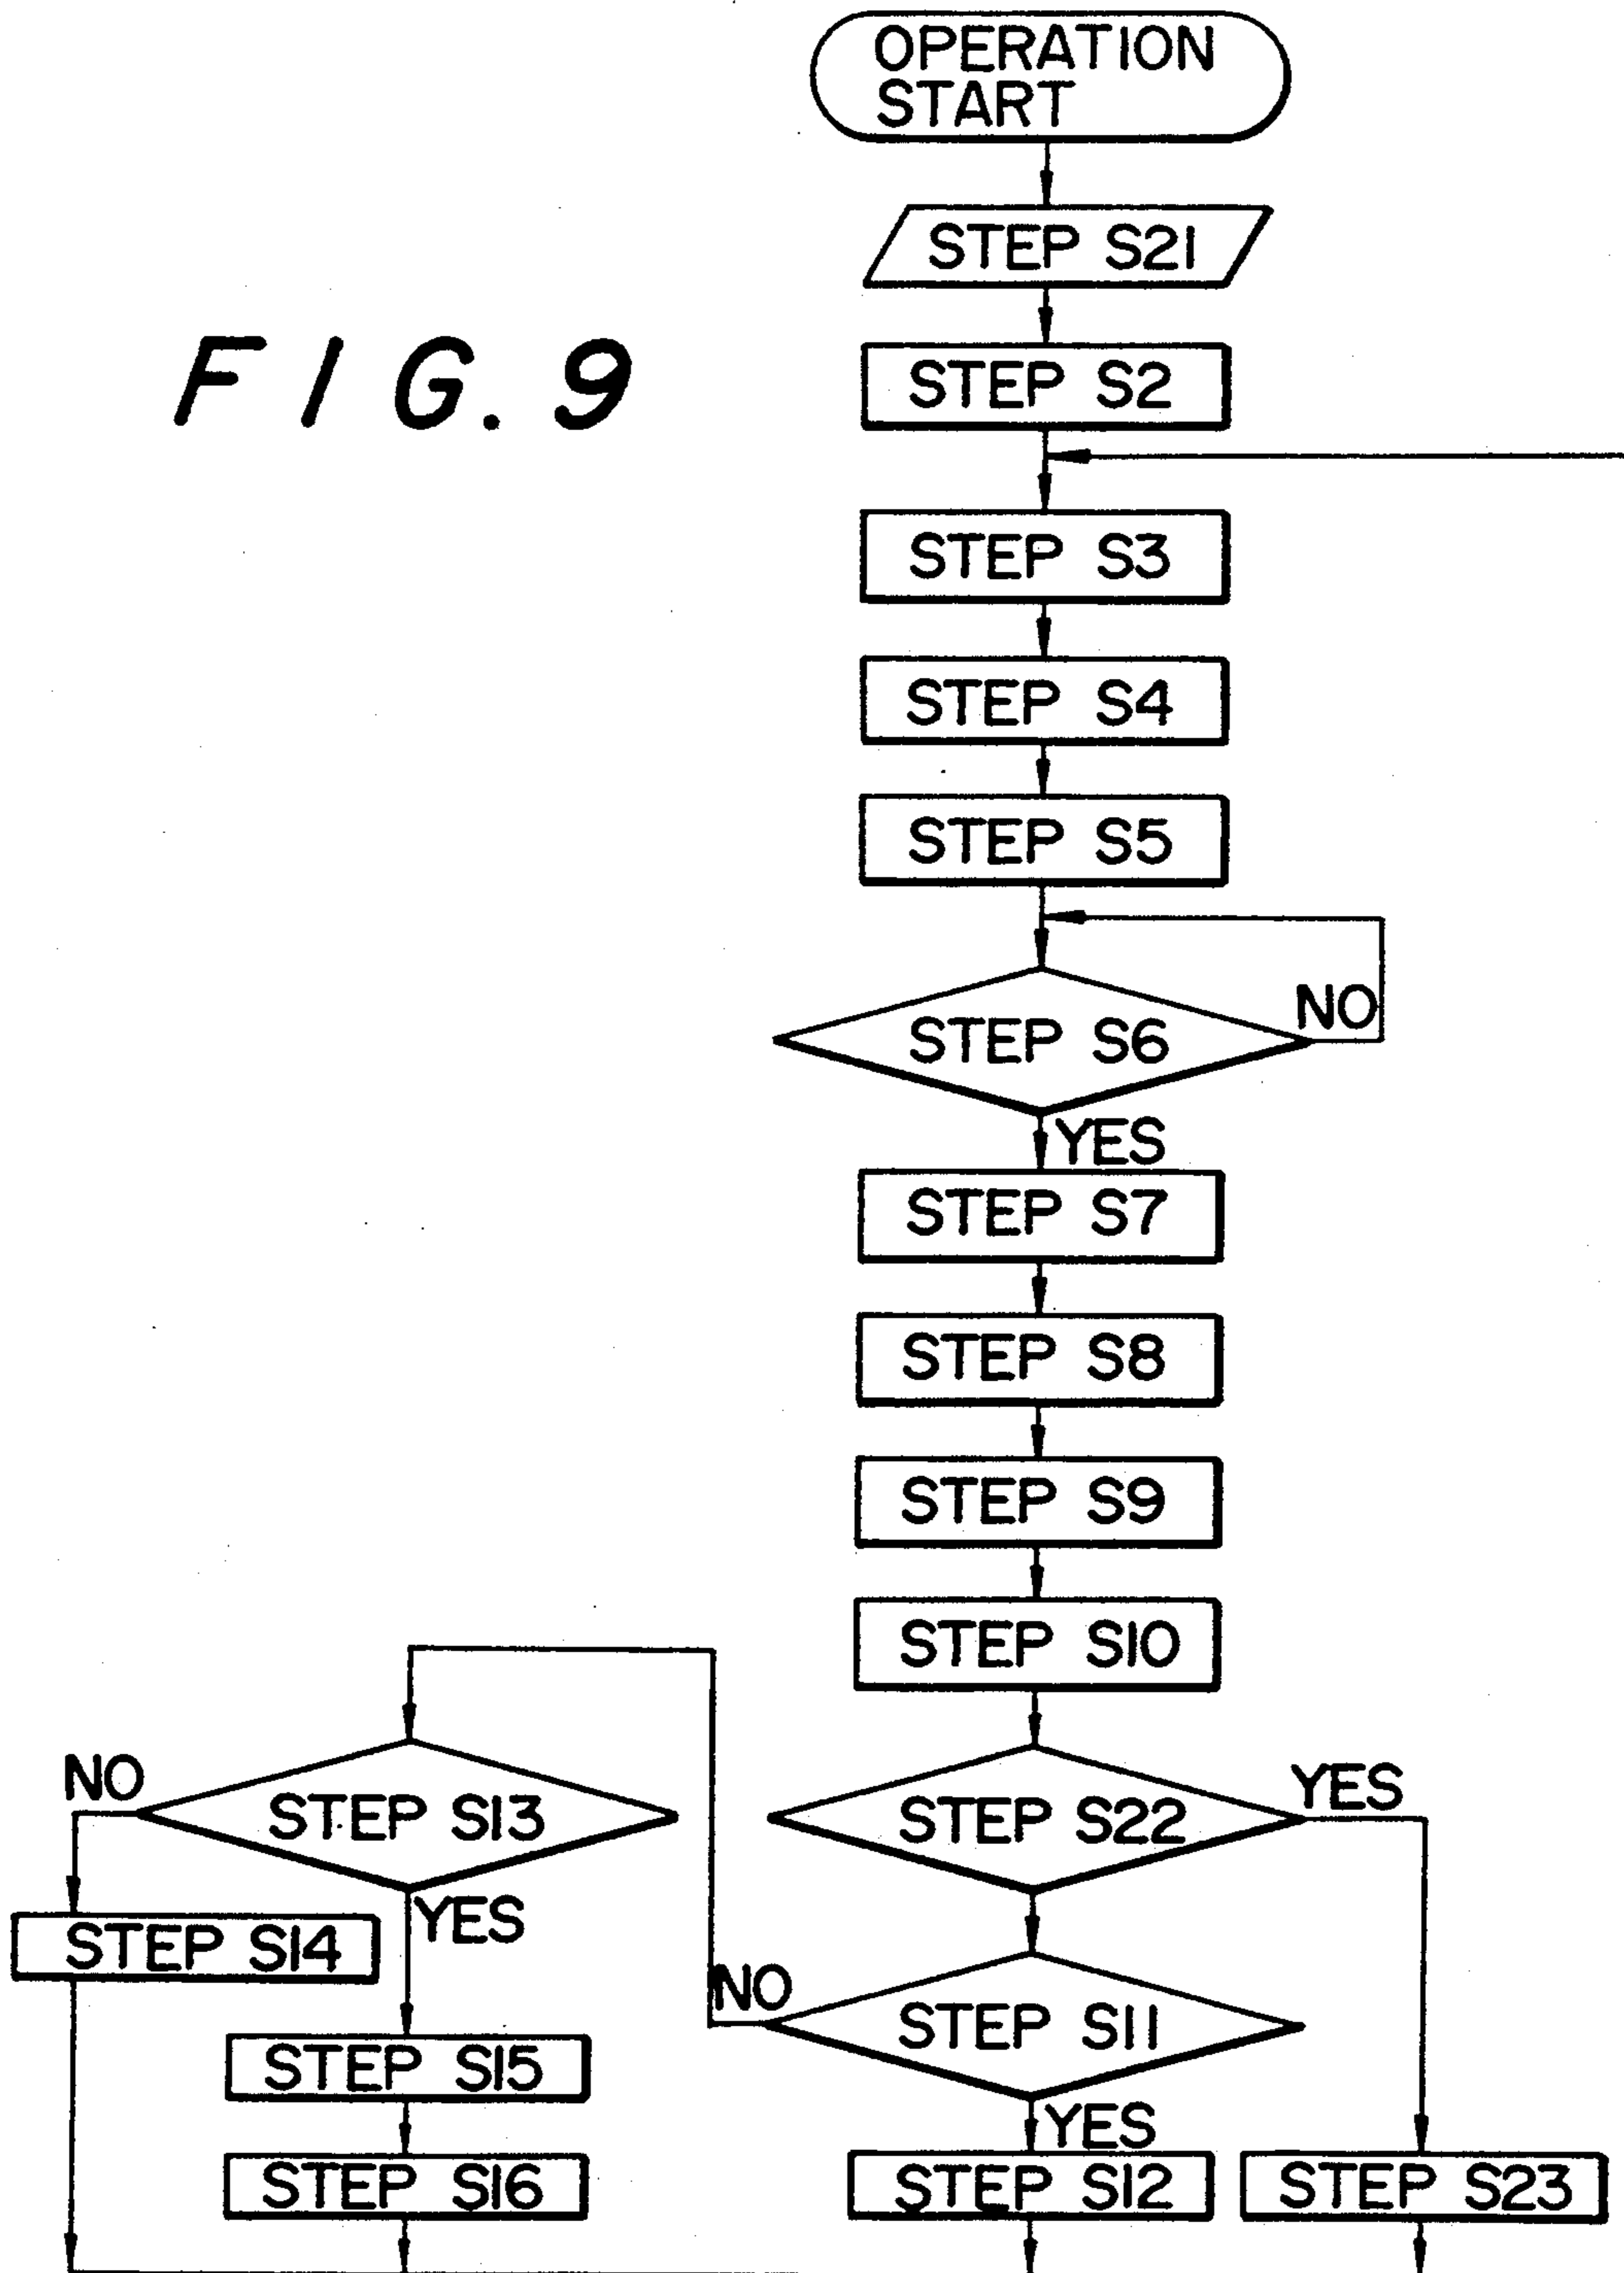 OPERATION
START
STEP S21
FIG. 9
STEP S2
STEP S3
STEP S4
STEP S5
NO
STEP S6
YES
STEP S7
STEP S8
STEP S9
STEP S10
NO
STEP S13
YES
STEP S22
YES
STEP S14
NO
STEP S11
STEP S15
YES
STEP S16
STEP S12
STEP S23